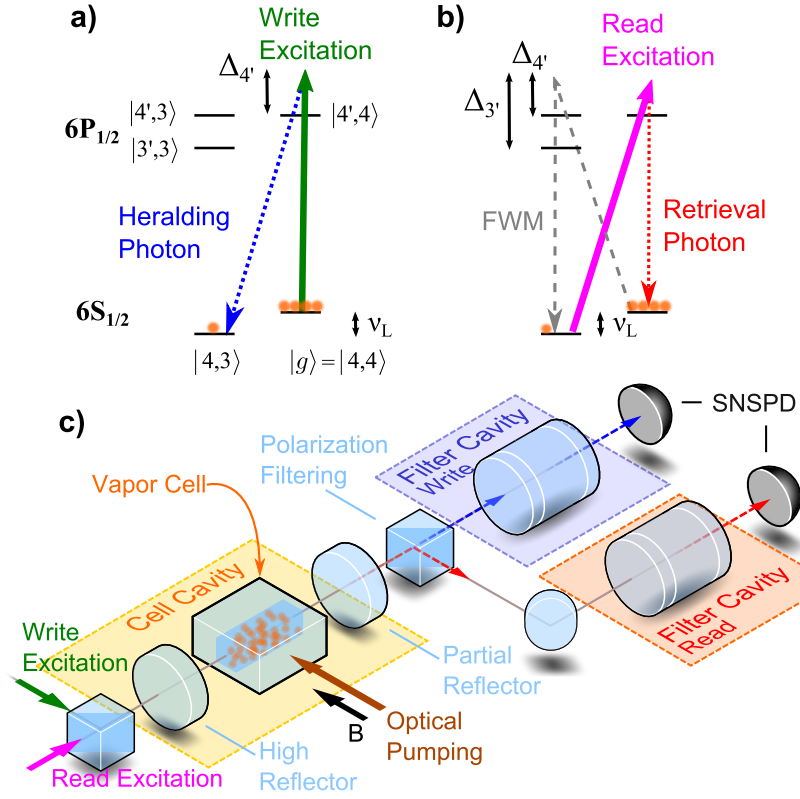 a)
Write
Excitation
Δ4'
|4',3⟩
|4',4⟩
6P1/2
|3',3⟩
Heralding
Photon
6S1/2
νL
|4,3⟩
|g⟩=|4,4⟩
b)
Read
Excitation
Δ4'
Δ3'
FWM
Retrieval
Photon
νL
c)
SNSPD
Polarization
Filtering
Filter Cavity
Write
Vapor Cell
Cell Cavity
Filter Cavity
Read
Write
Excitation
Partial
Reflector
B
Optical
Pumping
High
Reflector
Read Excitation